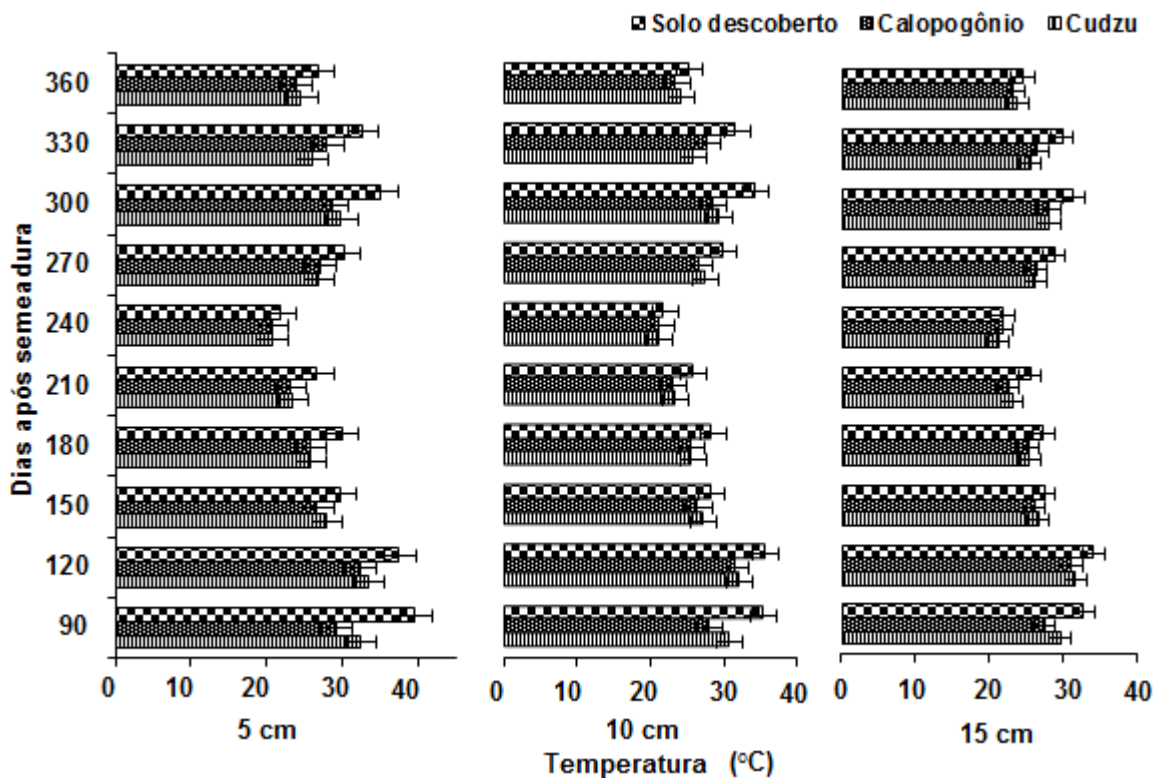 Solo descoberto Calopogônio Cudzu
Dias após semeadura
360
330
300
270
240
210
180
150
120
90
0 10 20 30 40
0 10 20 30 40
0 10 20 30 40
5 cm
10 cm
15 cm
Temperatura (°C)